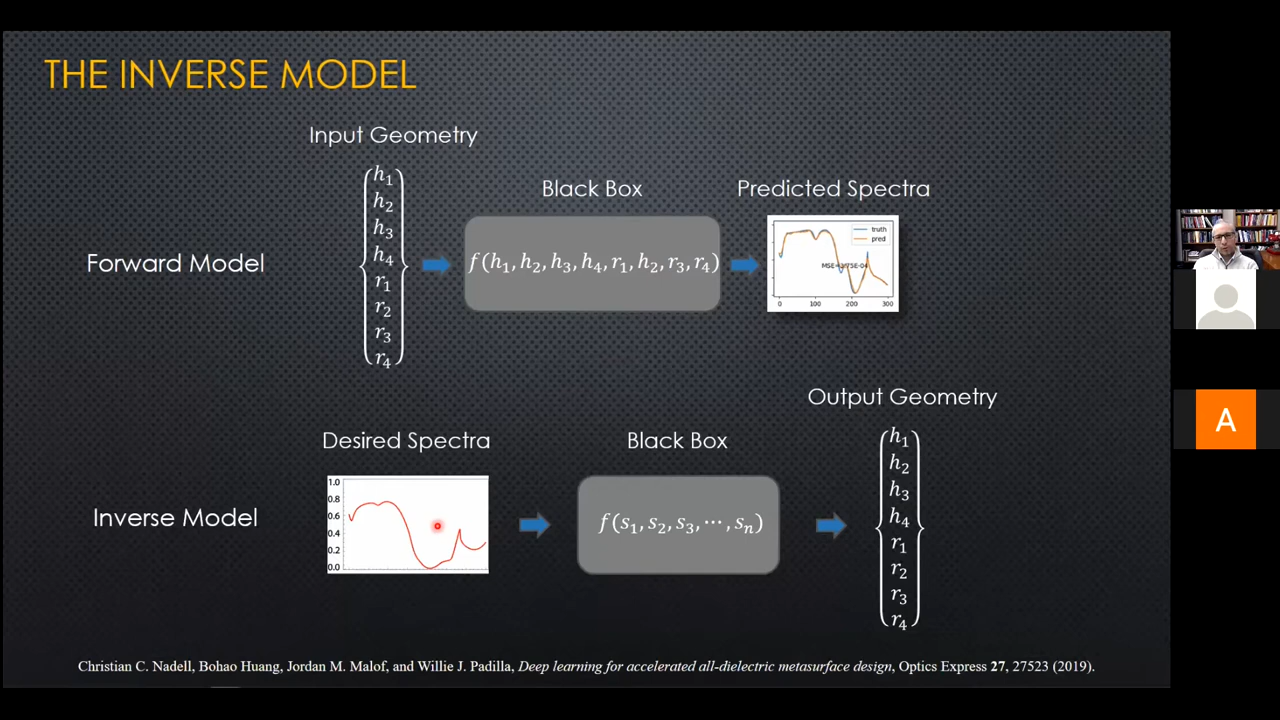 THE INVERSE MODEL
Input Geometry
Black Box
Predicted Spectra
Forward Model
h₁
h₂
h₃
h₄
r₁
r₂
r₃
r₄
f(h₁, h₂, h₃, h₄, r₁, h₂, r₃, r₄)
truth
pred
0 100 200 300
Output Geometry
Desired Spectra
Black Box
Inverse Model
1.0
0.8
0.6
0.4
0.2
0.0
f(s₁, s₂, s₃, ⋯, sₙ)
h₁
h₂
h₃
h₄
r₁
r₂
r₃
r₄
A
Christian C. Nadell, Bohao Huang, Jordan M. Malof, and Willie J. Padilla, Deep learning for accelerated all-dielectric metasurface design, Optics Express 27, 27523 (2019).